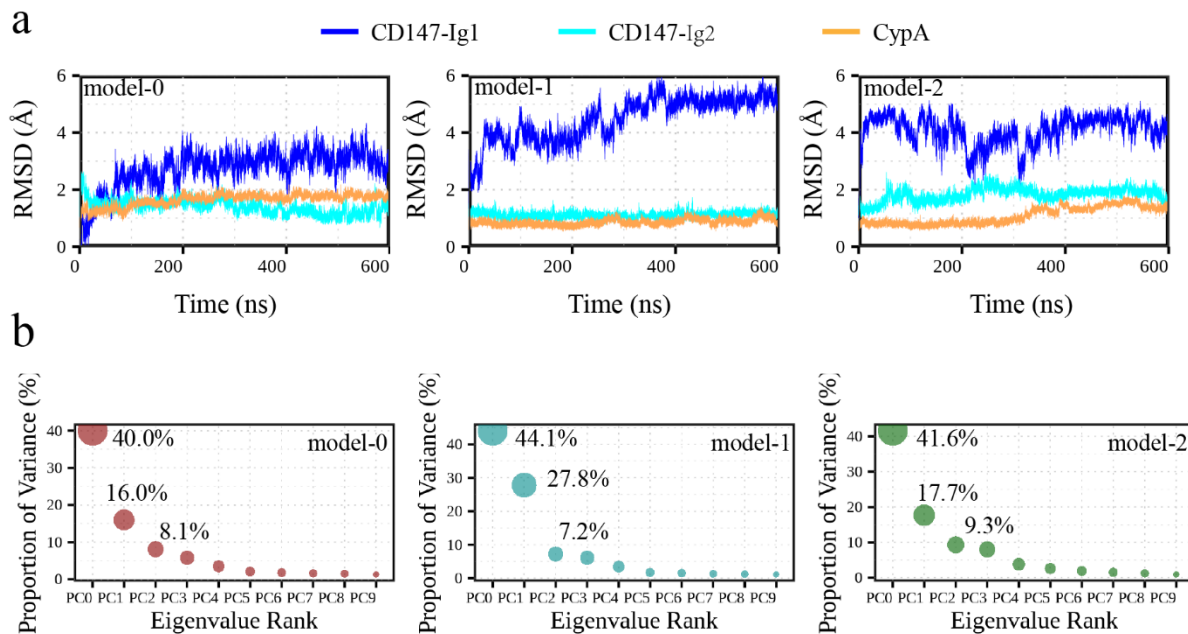 a
CD147-Ig1 CD147-Ig2 CypA
model-0 model-1 model-2
RMSD (Å) RMSD (Å) RMSD (Å)
6 6 6
4 4 4
2 2 2
0 0 0
0 200 400 600 0 200 400 600 0 200 400 600
Time (ns) Time (ns) Time (ns)
b
Proportion of Variance (%) Proportion of Variance (%) Proportion of Variance (%)
model-0 model-1 model-2
40 40 40
40.0% 44.1% 41.6%
30 30 30
27.8%
20 20 20
16.0% 17.7%
10 10 10
8.1% 7.2% 9.3%
0 0 0
PC0 PC1 PC2 PC3 PC4 PC5 PC6 PC7 PC8 PC9 PC0 PC1 PC2 PC3 PC4 PC5 PC6 PC7 PC8 PC9 PC0 PC1 PC2 PC3 PC4 PC5 PC6 PC7 PC8 PC9
Eigenvalue Rank Eigenvalue Rank Eigenvalue Rank